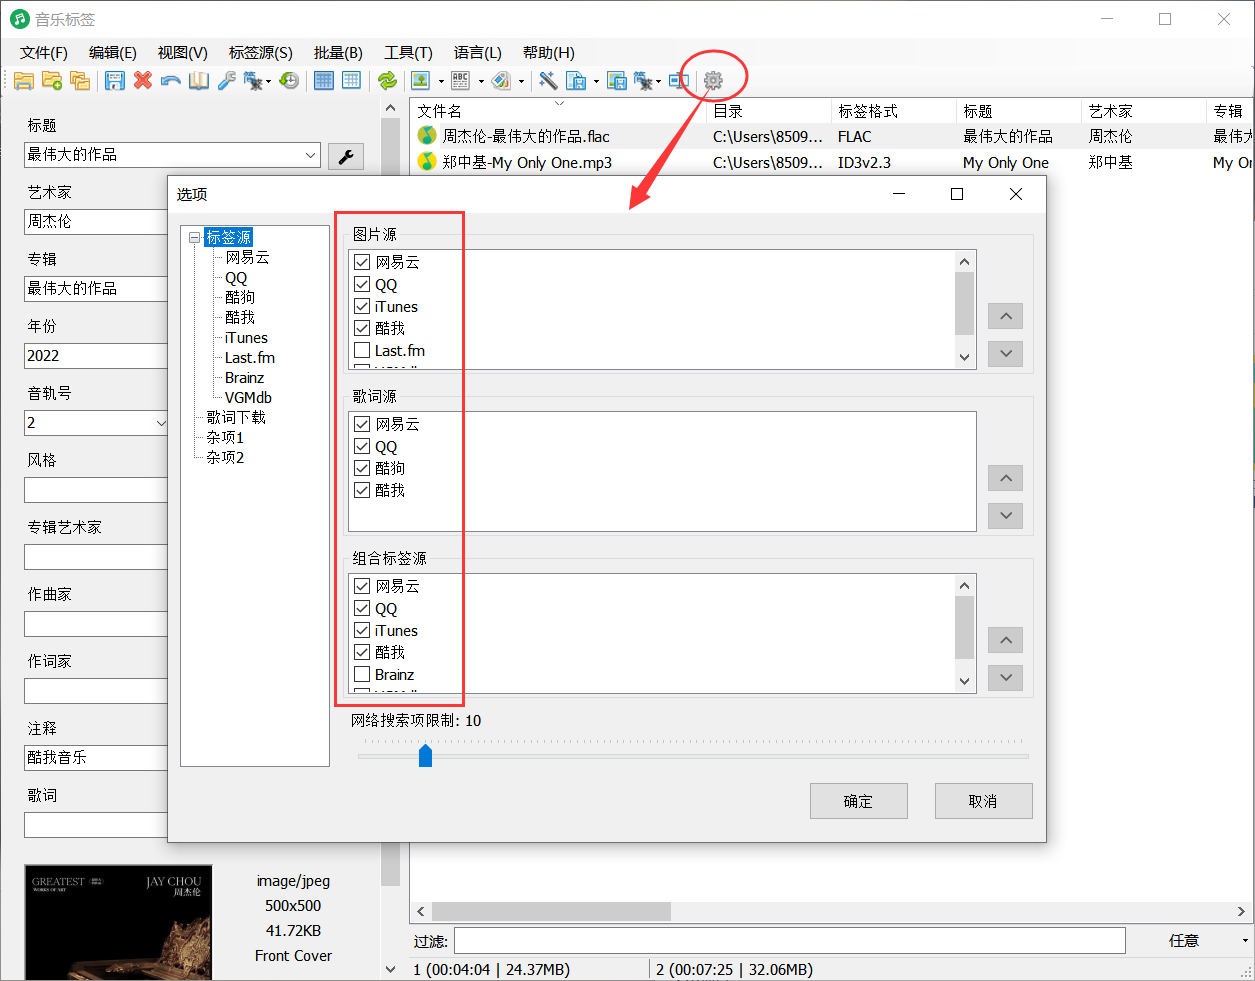 音乐标签
文件(F) 编辑(E) 视图(V) 标签源(S) 批量(B) 工具(T) 语言(L) 帮助(H)
文件名 目录 标签格式 标题 艺术家 专辑
周杰伦-最伟大的作品.flac C:\Users\8509... FLAC 最伟大的作品 周杰伦 最伟大
郑中基-My Only One.mp3 C:\Users\8509... ID3v2.3 My Only One 郑中基 My Or
标题
最伟大的作品
艺术家
周杰伦
专辑
最伟大的作品
年份
2022
音轨号
2
风格
专辑艺术家
作曲家
作词家
注释
酷我音乐
歌词
选项
标签源
网易云
QQ
酷狗
酷我
iTunes
Last.fm
Brainz
VGMdb
歌词下载
杂项1
杂项2
图片源
网易云
QQ
iTunes
酷我
Last.fm
歌词源
网易云
QQ
酷狗
酷我
组合标签源
网易云
QQ
iTunes
酷我
Brainz
网络搜索项限制: 10
确定 取消
GREATEST
WORKS OF ART
JAY CHOU
周杰伦
image/jpeg
500x500
41.72KB
Front Cover
过滤: 任意
1 (00:04:04 | 24.37MB) 2 (00:07:25 | 32.06MB)